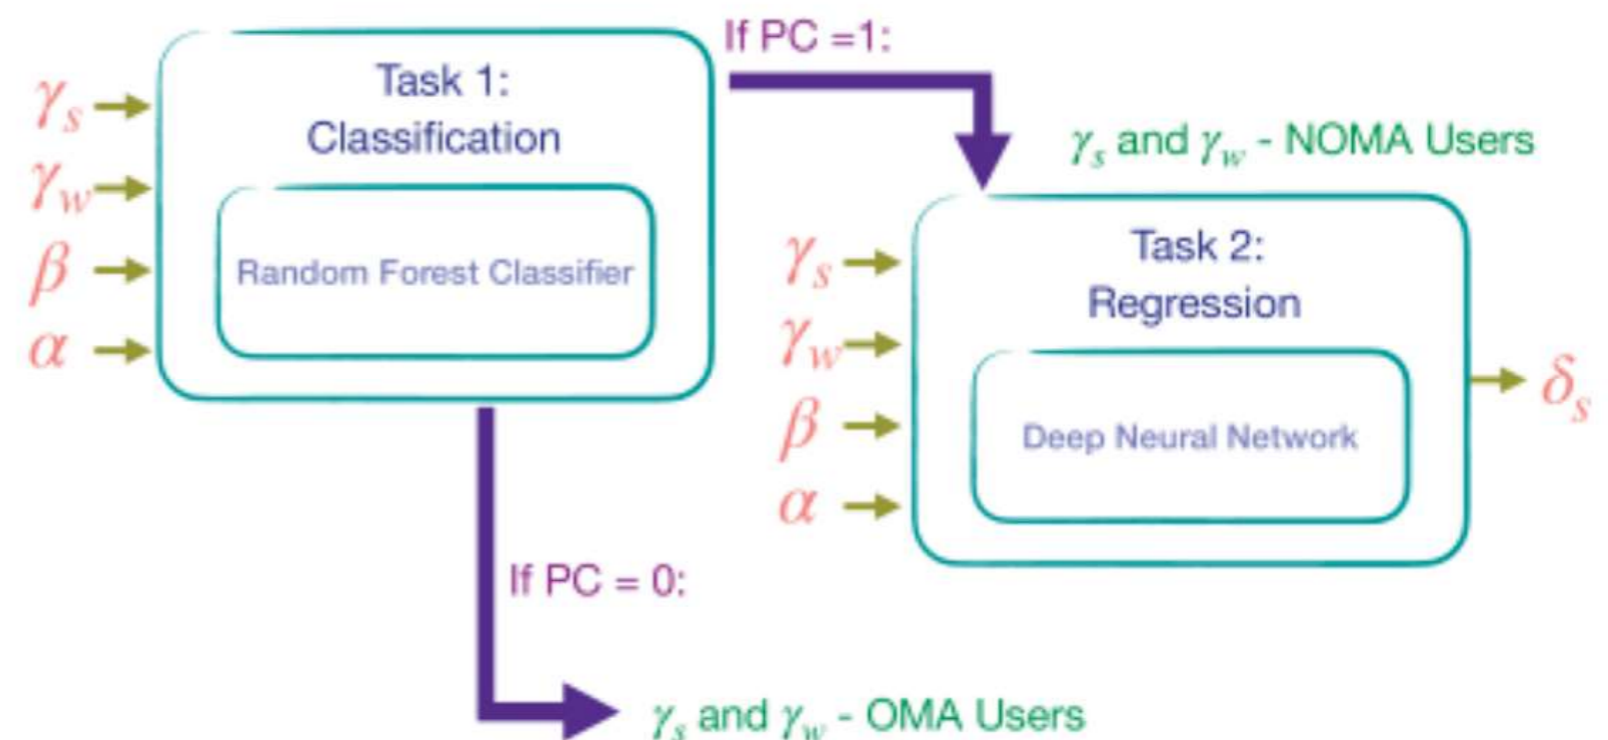 If PC =1:
Task 1:
Classification
γs
γw
β
α
Random Forest Classifier
γs and γw - NOMA Users
Task 2:
Regression
γs
γw
β
α
Deep Neural Network
δs
If PC = 0:
γs and γw - OMA Users